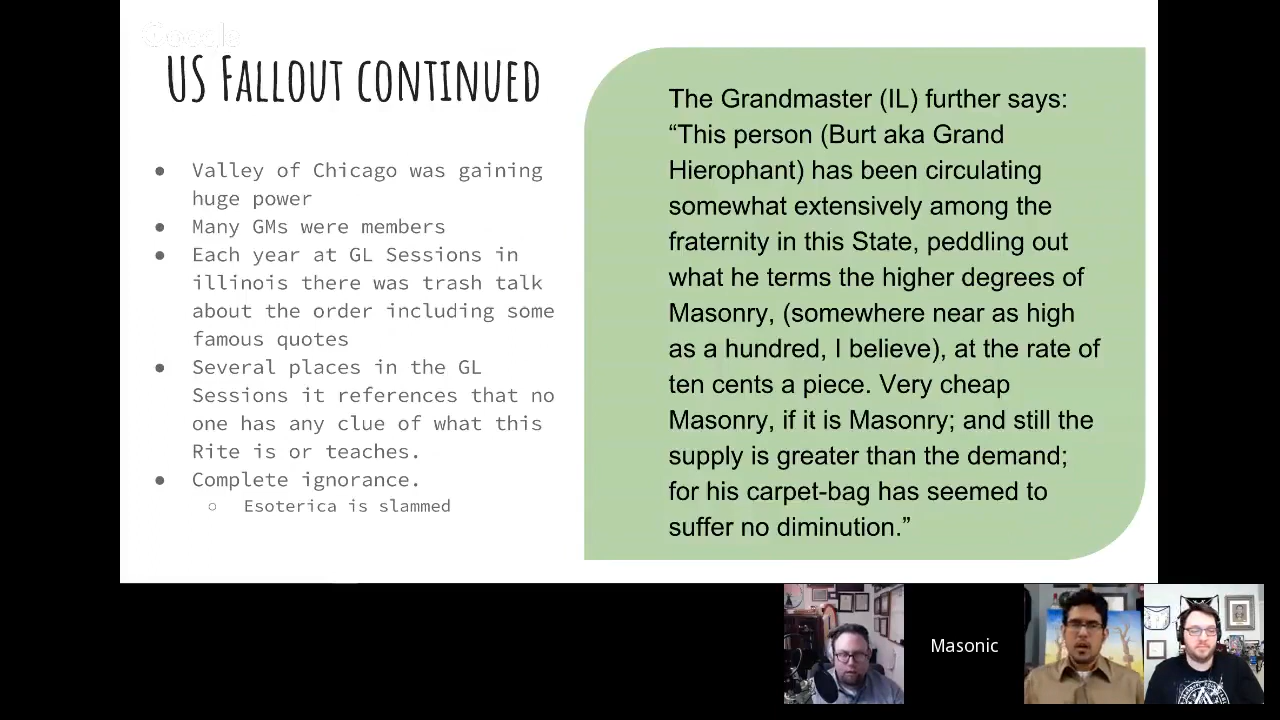 Google
US Fallout continued
● Valley of Chicago was gaining
huge power
● Many GMs were members
● Each year at GL Sessions in
illinois there was trash talk
about the order including some
famous quotes
● Several places in the GL
Sessions it references that no
one has any clue of what this
Rite is or teaches.
● Complete ignorance.
○ Esoterica is slammed
The Grandmaster (IL) further says:
“This person (Burt aka Grand
Hierophant) has been circulating
somewhat extensively among the
fraternity in this State, peddling out
what he terms the higher degrees of
Masonry, (somewhere near as high
as a hundred, I believe), at the rate of
ten cents a piece. Very cheap
Masonry, if it is Masonry; and still the
supply is greater than the demand;
for his carpet-bag has seemed to
suffer no diminution.”
Masonic